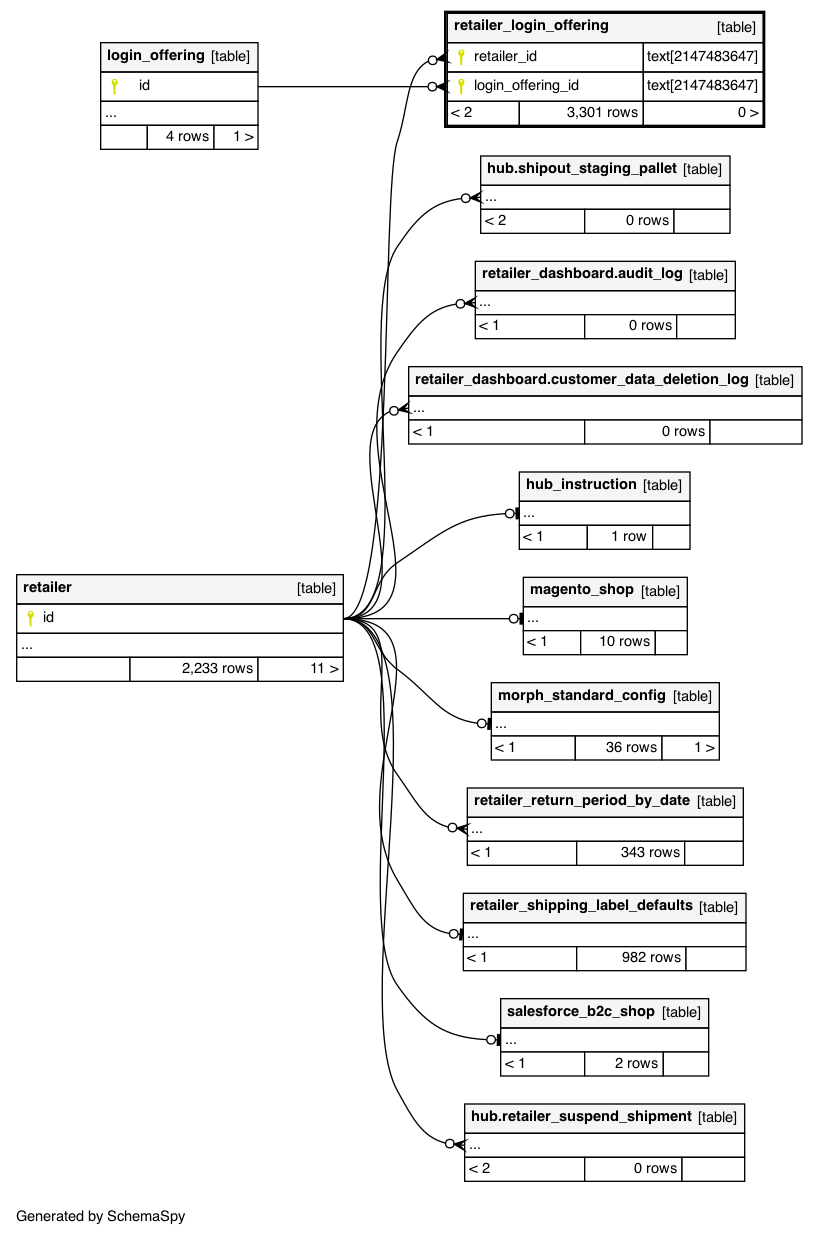 login_offering [table]
id
...
4 rows 1 >
retailer_login_offering [table]
retailer_id text[2147483647]
login_offering_id text[2147483647]
< 2 3,301 rows 0 >
hub.shipout_staging_pallet [table]
...
< 2 0 rows
retailer_dashboard.audit_log [table]
...
< 1 0 rows
retailer_dashboard.customer_data_deletion_log [table]
...
< 1 0 rows
hub_instruction [table]
...
< 1 1 row
retailer [table]
id
...
2,233 rows 11 >
magento_shop [table]
...
< 1 10 rows
morph_standard_config [table]
...
< 1 36 rows 1 >
retailer_return_period_by_date [table]
...
< 1 343 rows
retailer_shipping_label_defaults [table]
...
< 1 982 rows
salesforce_b2c_shop [table]
...
< 1 2 rows
hub.retailer_suspend_shipment [table]
...
< 2 0 rows
Generated by SchemaSpy